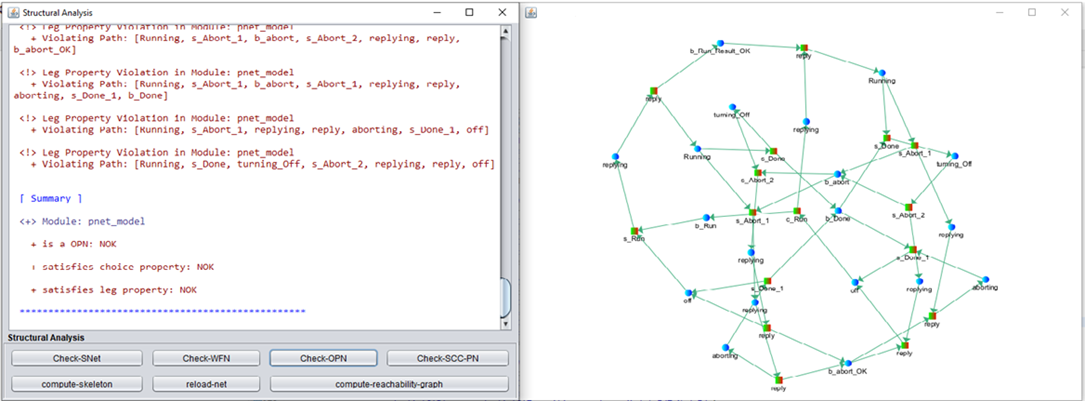 Structural Analysis
<!> Leg Property Violation in Module: pnet_model
+ Violating Path: [Running, s_Abort_1, b_abort, s_Abort_2, replying, reply,
b_abort_OK]
<!> Leg Property Violation in Module: pnet_model
+ Violating Path: [Running, s_Abort_1, b_abort, s_Abort_1, replying, reply,
aborting, s_Done_1, b_Done]
<!> Leg Property Violation in Module: pnet_model
+ Violating Path: [Running, s_Abort_1, replying, reply, aborting, s_Done_1, off]
<!> Leg Property Violation in Module: pnet_model
+ Violating Path: [Running, s_Done, turning_Off, s_Abort_2, replying, reply, off]
[ Summary ]
<+> Module: pnet_model
+ is a OPN: NOK
+ satisfies choice property: NOK
+ satisfies leg property: NOK
**************************************************
Structural Analysis
Check-SNet
Check-WFN
Check-OPN
Check-SCC-PN
compute-skeleton
reload-net
compute-reachability-graph
b_Run_Result_OK
reply
Running
reply
turning_Off
replying
replying
Running
s_Done
s_Done
s_Abort_1
turning_Off
s_Abort_2
b_abort
s_Run
b_Run
s_Abort_1
c_Run
b_Done
s_Abort_2
replying
replying
s_Done_1
off
s_Done_1
replying
off
replying
aborting
reply
reply
aborting
reply
b_abort_OK
reply